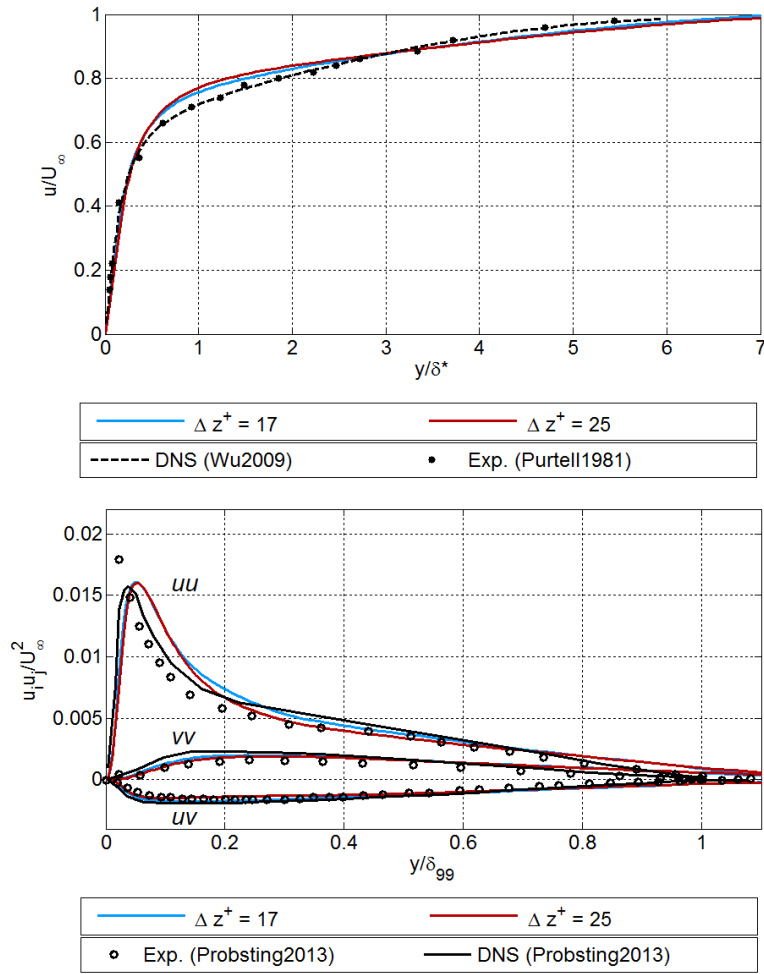 1
0.8
0.6
0.4
0.2
0
u/U∞
0 1 2 3 4 5 6 7
y/δ*
Δ z⁺ = 17
Δ z⁺ = 25
DNS (Wu2009)
Exp. (Purtell1981)
0.02
0.015
0.01
0.005
0
uᵢuⱼ/U²∞
uu
vv
uv
0 0.2 0.4 0.6 0.8 1
y/δ₉₉
Δ z⁺ = 17
Δ z⁺ = 25
Exp. (Probsting2013)
DNS (Probsting2013)